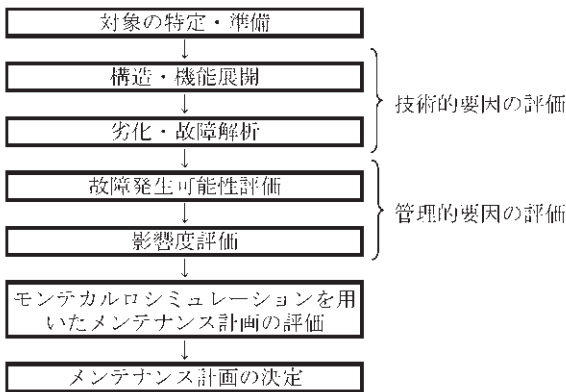 対象の特定・準備
構造・機能展開
劣化・故障解析
技術的要因の評価
故障発生可能性評価
影響度評価
管理的要因の評価
モンテカルロシミュレーションを用
いたメンテナンス計画の評価
メンテナンス計画の決定